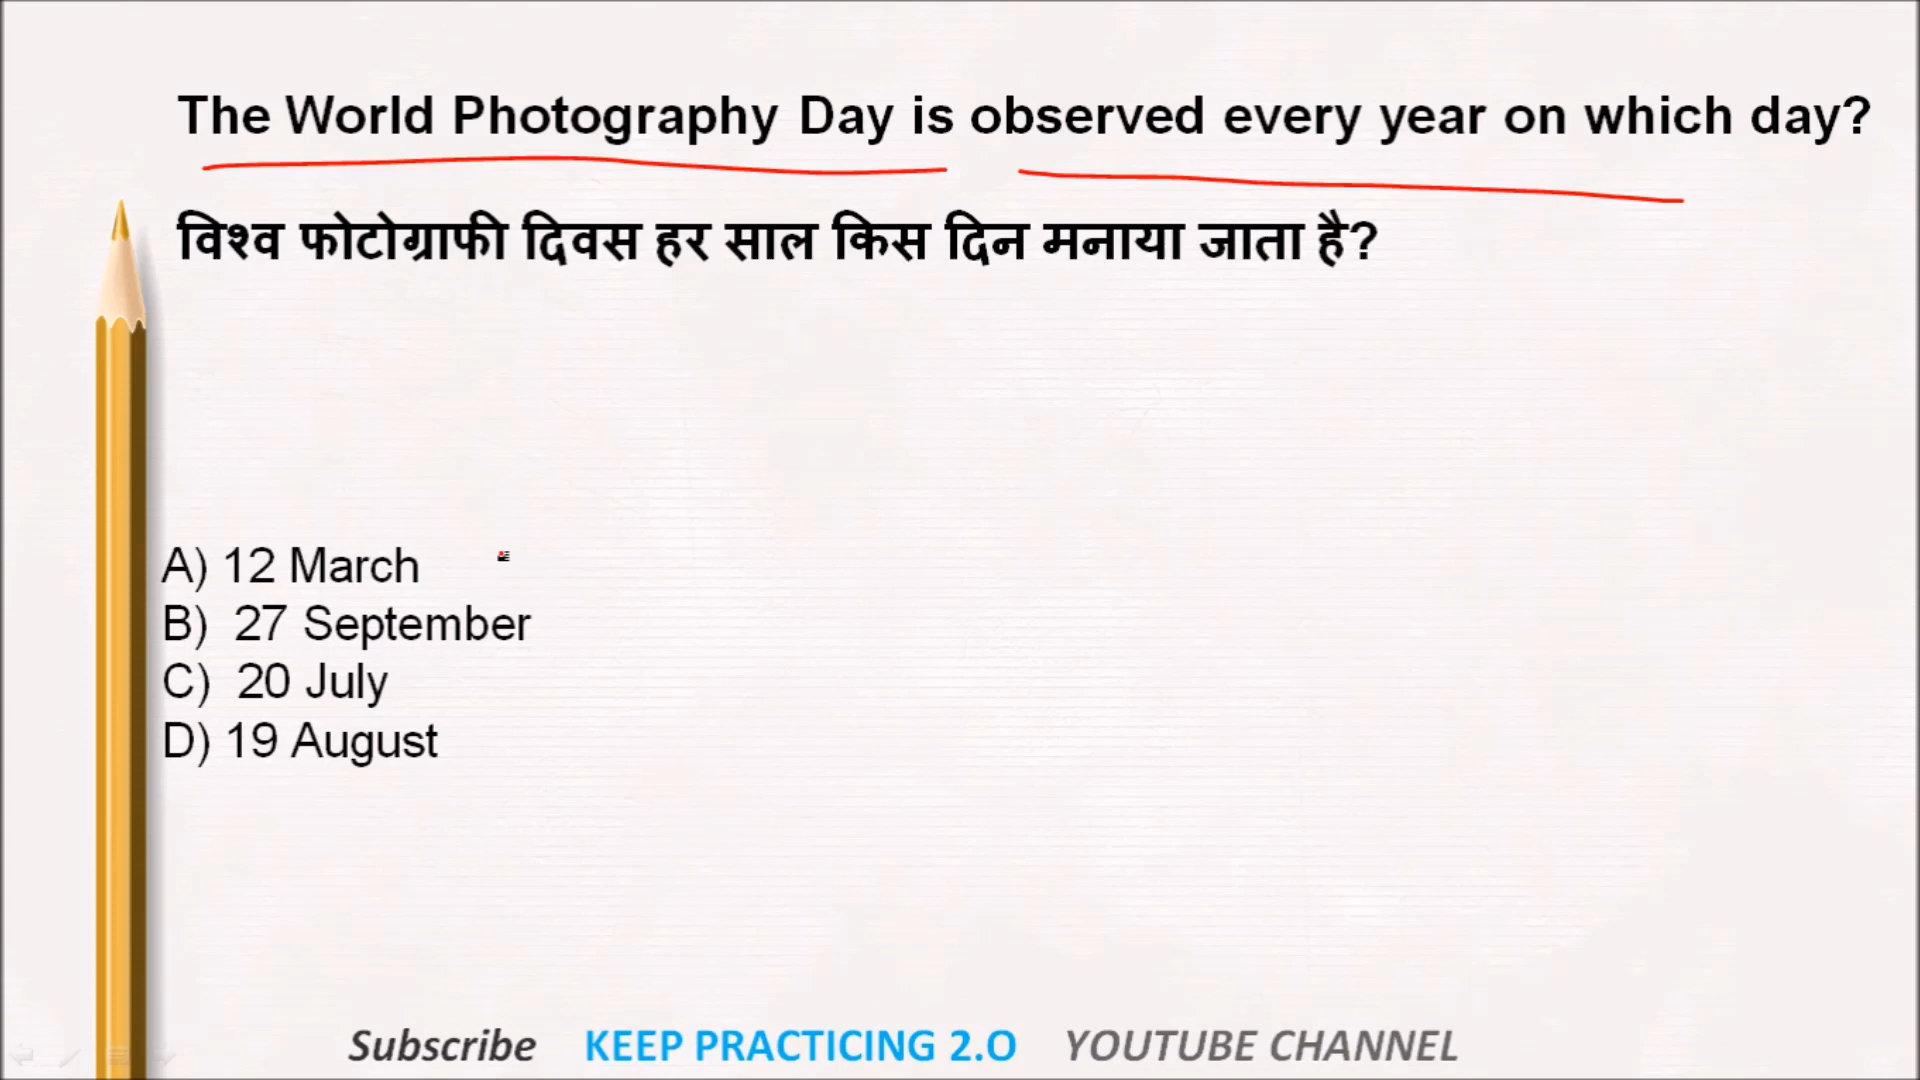 The World Photography Day is observed every year on which day?
विश्व फोटोग्राफी दिवस हर साल किस दिन मनाया जाता है?
A) 12 March
B) 27 September
C) 20 July
D) 19 August
Subscribe KEEP PRACTICING 2.O YOUTUBE CHANNEL